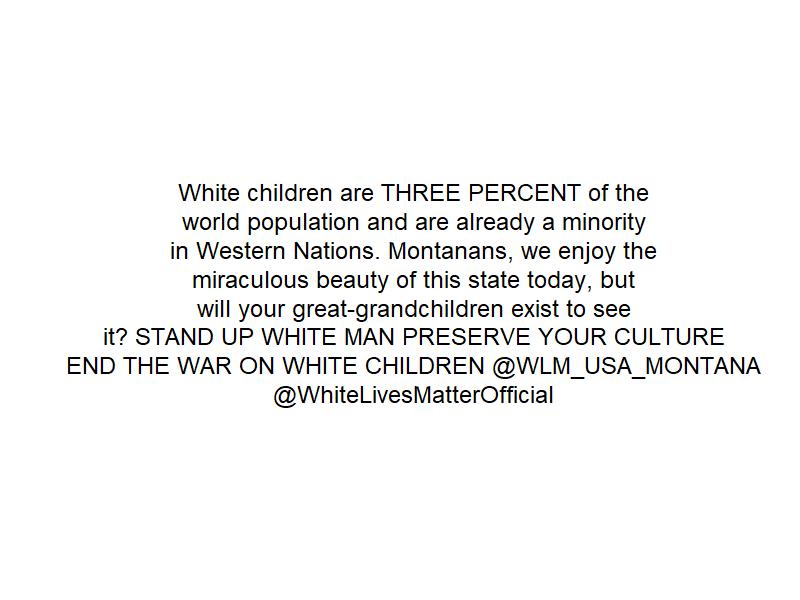 White children are THREE PERCENT of the
world population and are already a minority
in Western Nations. Montanans, we enjoy the
miraculous beauty of this state today, but
will your great-grandchildren exist to see
it? STAND UP WHITE MAN PRESERVE YOUR CULTURE
END THE WAR ON WHITE CHILDREN @WLM_USA_MONTANA
@WhiteLivesMatterOfficial